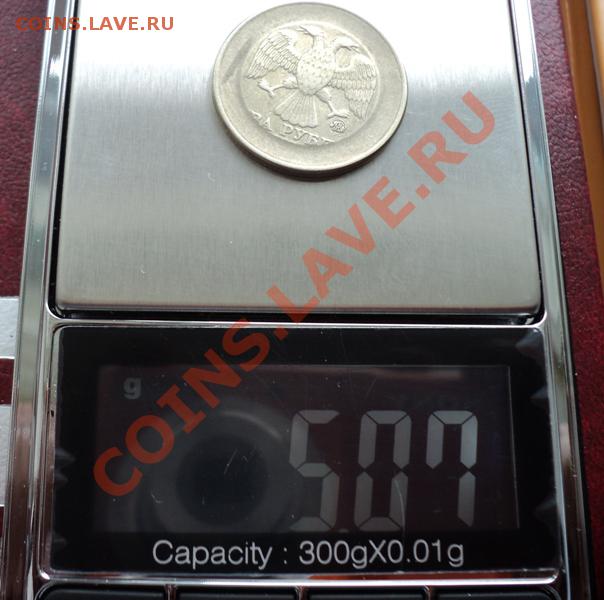 COINS.LAVE.RU
COINS.LAVE.RU
g
5.07
Capacity : 300gX0.01g